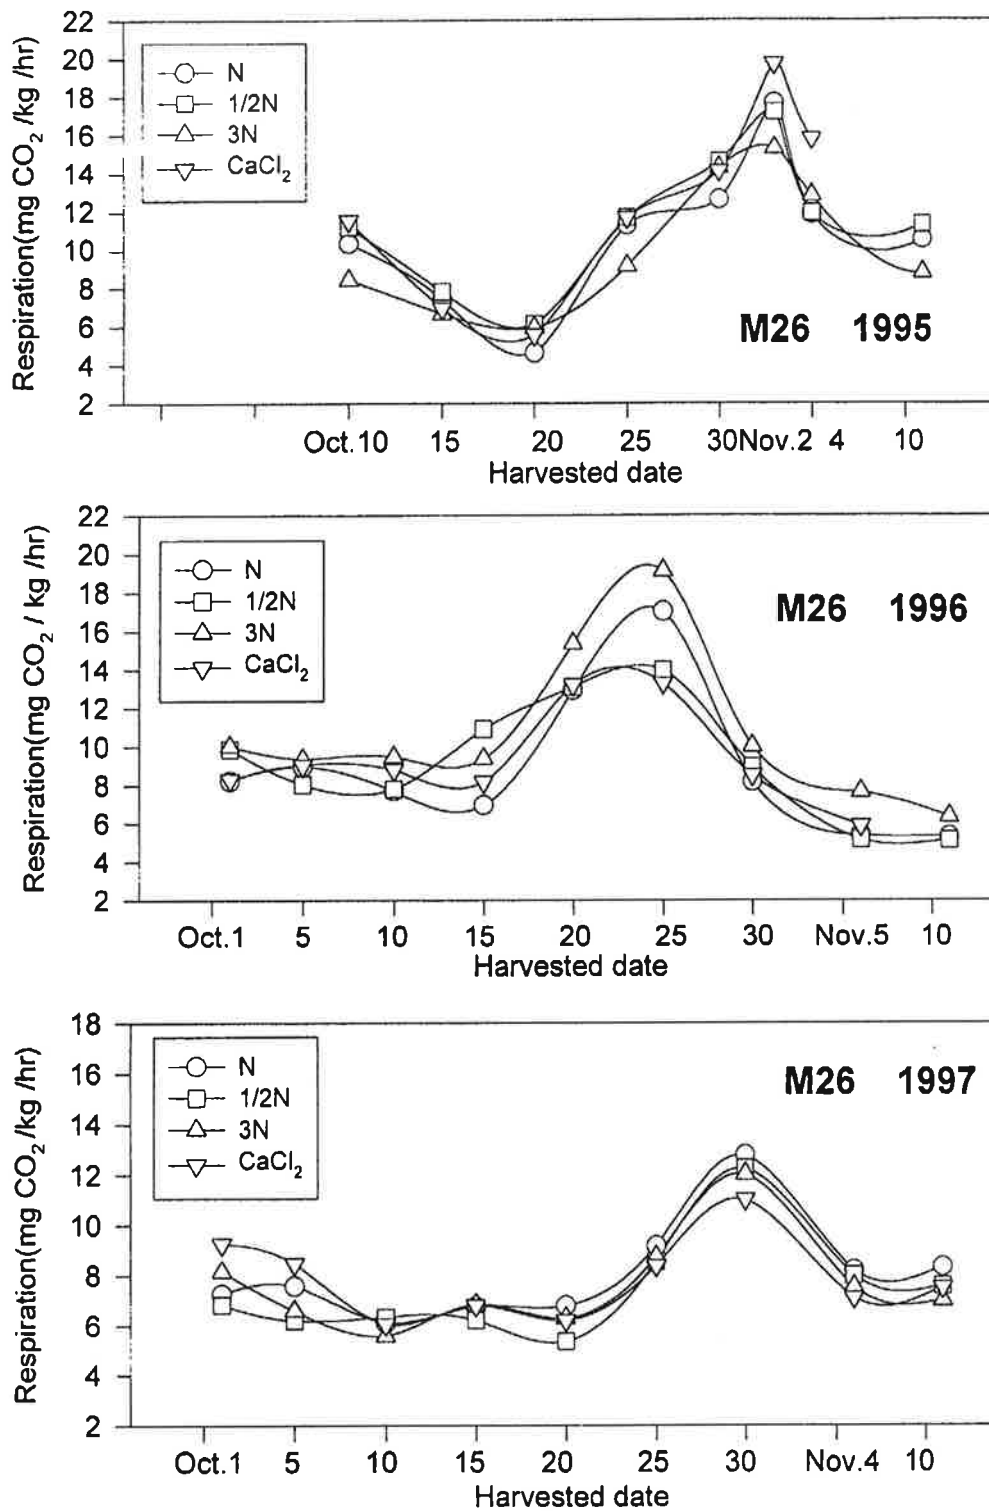 22
20
18
16
14
12
10
8
6
4
2
Respiration(mg CO₂/kg /hr)
N
1/2N
3N
CaCl₂
M26 1995
Oct.10 15 20 25 30 Nov.2 4 10
Harvested date
22
20
18
16
14
12
10
8
6
4
2
Respiration(mg CO₂/ kg /hr)
N
1/2N
3N
CaCl₂
M26 1996
Oct.1 5 10 15 20 25 30 Nov.5 10
Harvested date
18
16
14
12
10
8
6
4
2
Respiration(mg CO₂/kg /hr)
N
1/2N
3N
CaCl₂
M26 1997
Oct.1 5 10 15 20 25 30 Nov.4 10
Harvested date